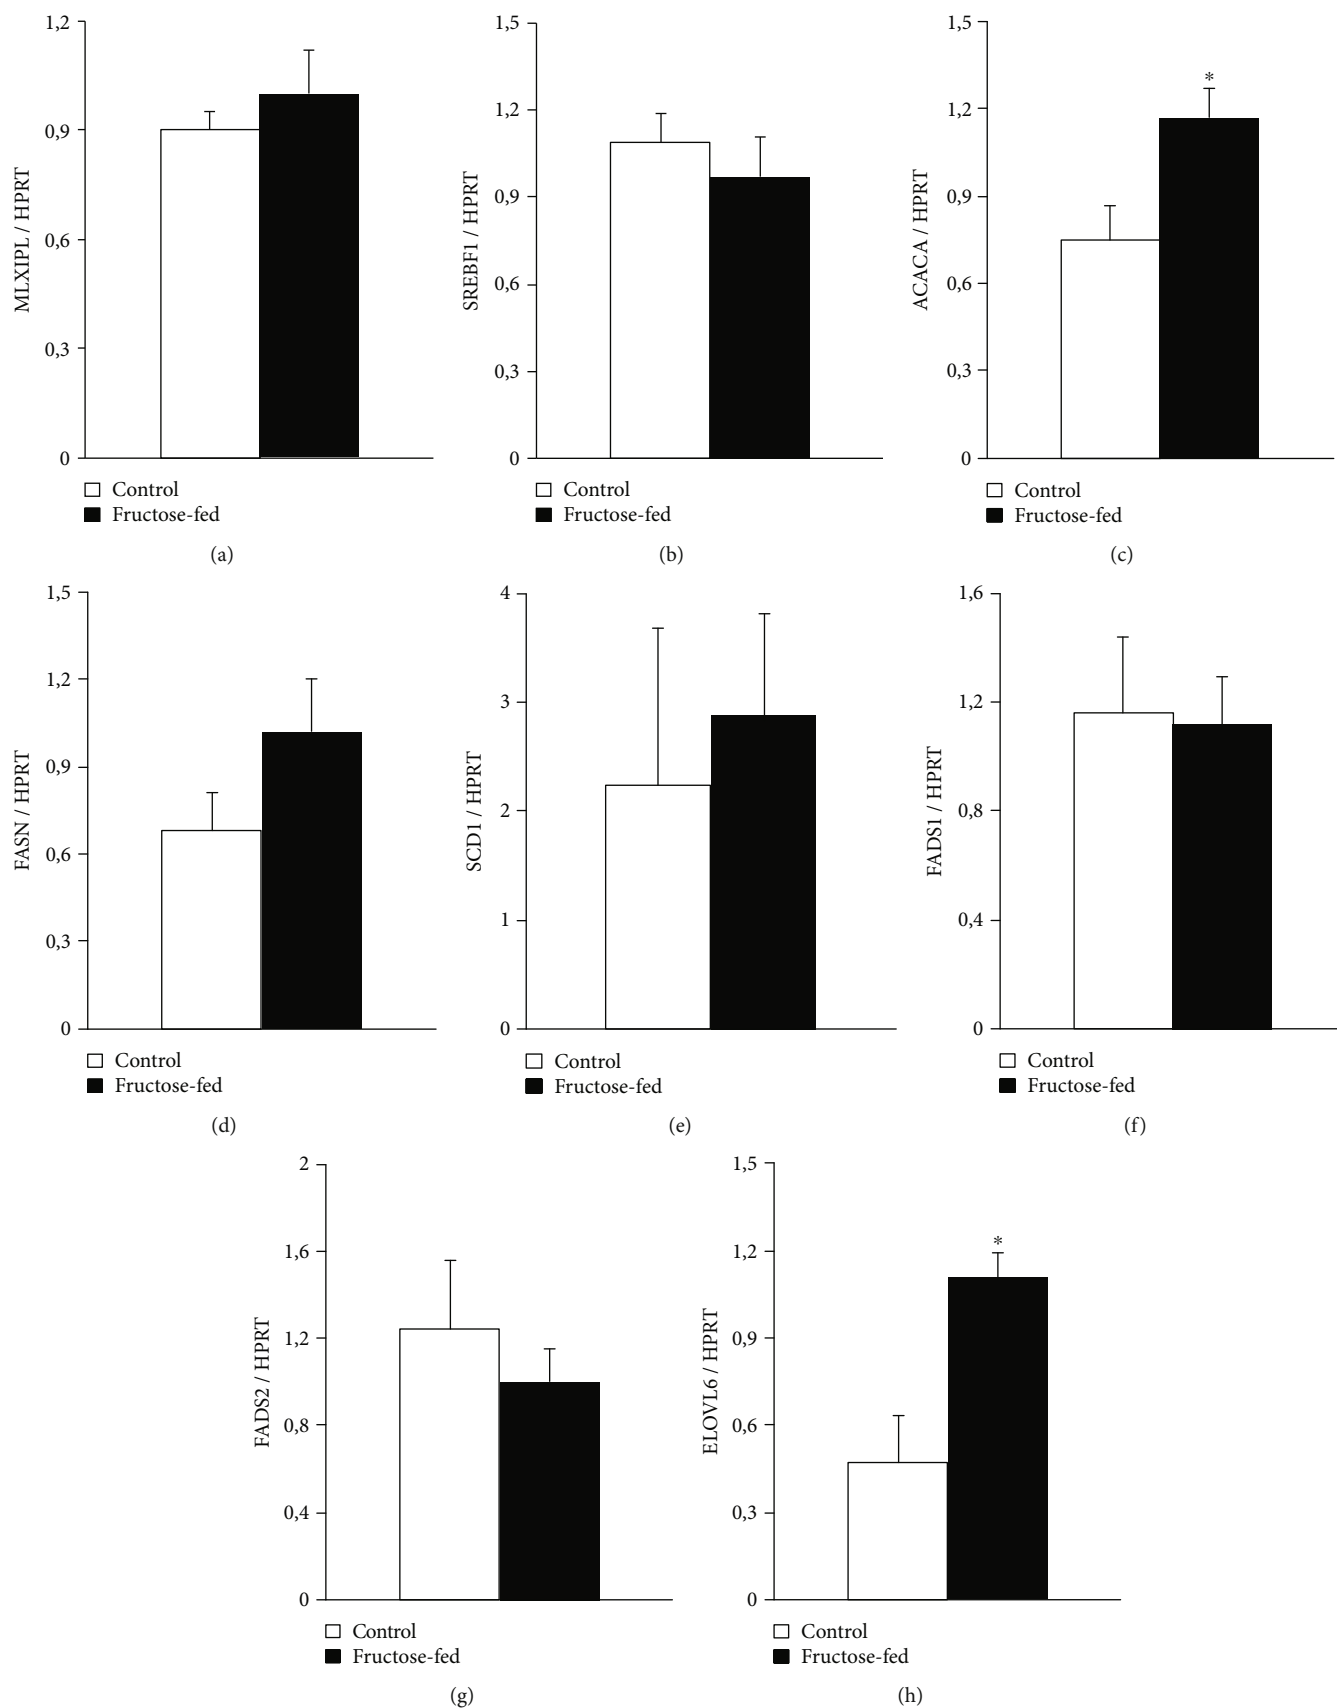 1,2
0,9
0,6
0,3
0
MLXIPL / HPRT
Control
Fructose-fed
(a)
1,5
1,2
0,9
0,6
0,3
0
SREBF1 / HPRT
Control
Fructose-fed
(b)
1,5
1,2
0,9
0,6
0,3
0
ACACA / HPRT
*
Control
Fructose-fed
(c)
1,5
1,2
0,9
0,6
0,3
0
FASN / HPRT
Control
Fructose-fed
(d)
4
3
2
1
0
SCD1 / HPRT
Control
Fructose-fed
(e)
1,6
1,2
0,8
0,4
0
FADS1 / HPRT
Control
Fructose-fed
(f)
2
1,6
1,2
0,8
0,4
0
FADS2 / HPRT
Control
Fructose-fed
(g)
1,5
1,2
0,9
0,6
0,3
0
ELOVL6 / HPRT
*
Control
Fructose-fed
(h)